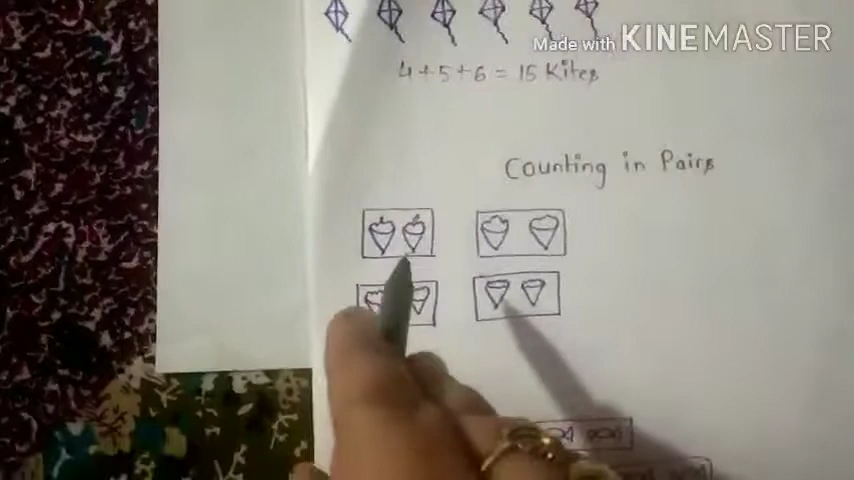 Made with KINEMASTER
4+5+6 = 15 Kites
Counting in Pairs